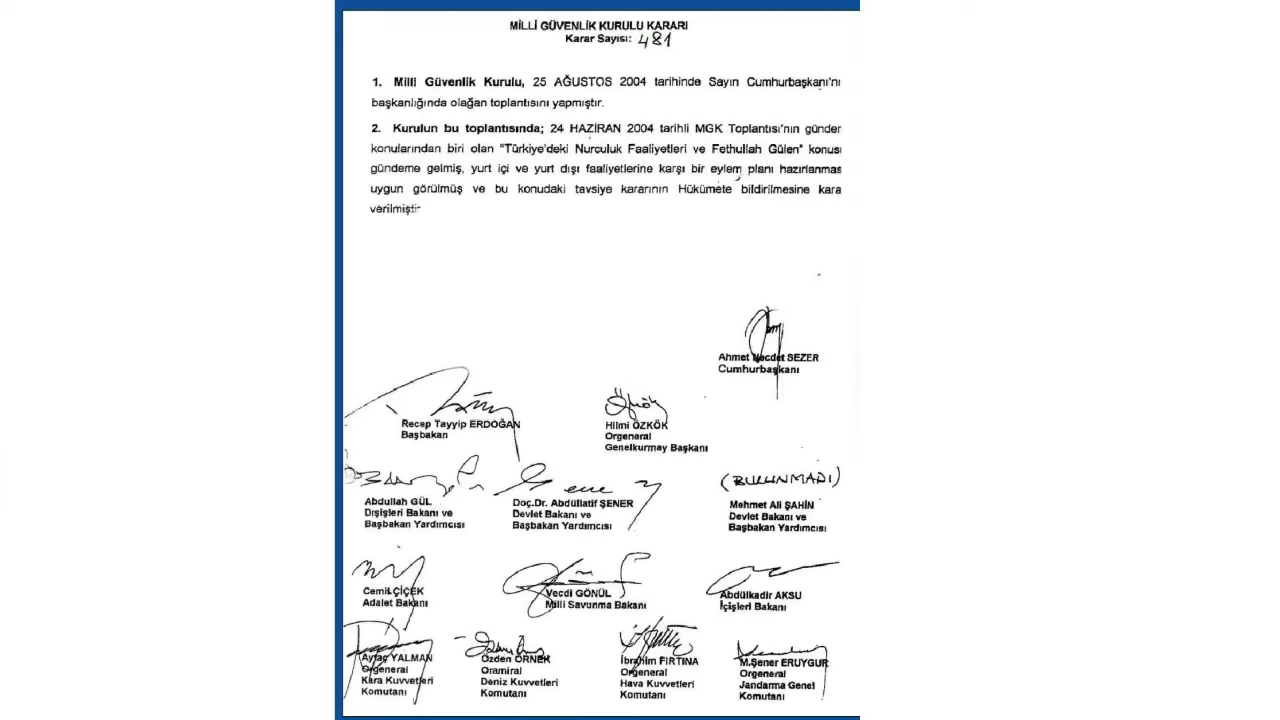 MİLLİ GÜVENLİK KURULU KARARI
Karar Sayısı: 481
1. Milli Güvenlik Kurulu, 25 AĞUSTOS 2004 tarihinde Sayın Cumhurbaşkanı'nı
başkanlığında olağan toplantısını yapmıştır.
2. Kurulun bu toplantısında; 24 HAZİRAN 2004 tarihli MGK Toplantısı'nın günder
konularından biri olan "Türkiye'deki Nurculuk Faaliyetleri ve Fethullah Gülen" konusı
gündeme gelmiş, yurt içi ve yurt dışı faaliyetlerine karşı bir eylem planı hazırlanmas
uygun görülmüş ve bu konudaki tavsiye kararının Hükümete bildirilmesine kara
verilmiştir
Ahmet Necdet SEZER
Cumhurbaşkanı
Recep Tayyip ERDOĞAN
Başbakan
Hilmi ÖZKÖK
Orgeneral
Genelkurmay Başkanı
Abdullah GÜL
Dışişleri Bakanı ve
Başbakan Yardımcısı
Doç.Dr. Abdüllatif ŞENER
Devlet Bakanı ve
Başbakan Yardımcısı
(BULUNMADI)
Mehmet Ali ŞAHİN
Devlet Bakanı ve
Başbakan Yardımcısı
Cemil ÇİÇEK
Adalet Bakanı
Vecdi GÖNÜL
Milli Savunma Bakanı
Abdülkadir AKSU
İçişleri Bakanı
Aytaç YALMAN
Orgeneral
Kara Kuvvetleri
Komutanı
Özden ÖRNEK
Oramiral
Deniz Kuvvetleri
Komutanı
İbrahim FIRTINA
Orgeneral
Hava Kuvvetleri
Komutanı
M.Şener ERUYGUR
Orgeneral
Jandarma Genel
Komutanı